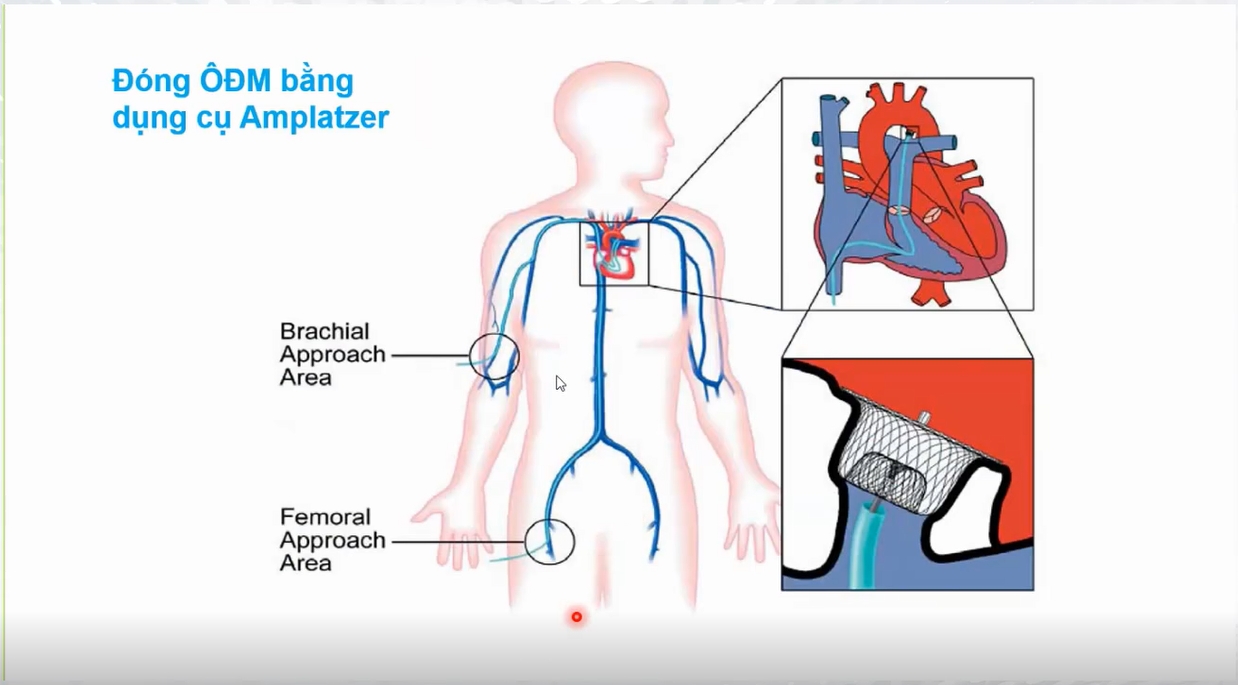 Đóng ÔĐM bằng
dụng cụ Amplatzer
Brachial
Approach
Area
Femoral
Approach
Area